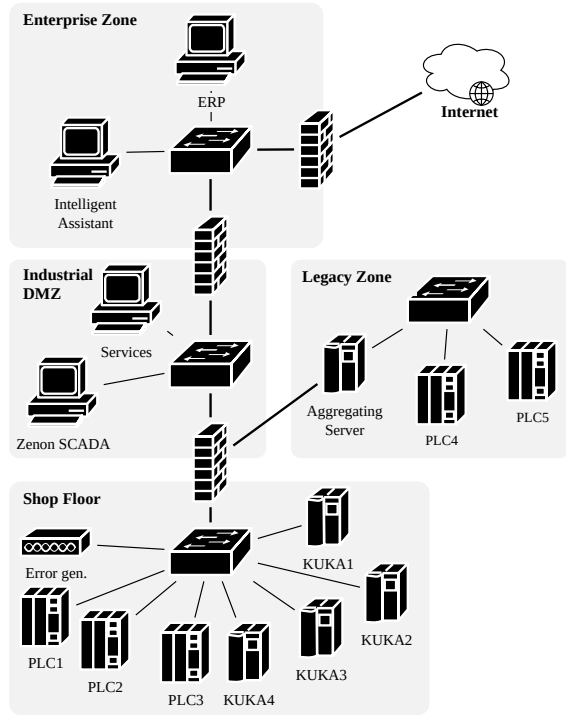 Enterprise Zone
ERP
Internet
Intelligent
Assistant
Industrial
DMZ
Services
Zenon SCADA
Legacy Zone
Aggregating
Server
PLC4
PLC5
Shop Floor
Error gen.
KUKA1
PLC1
PLC2
PLC3
KUKA4
KUKA3
KUKA2